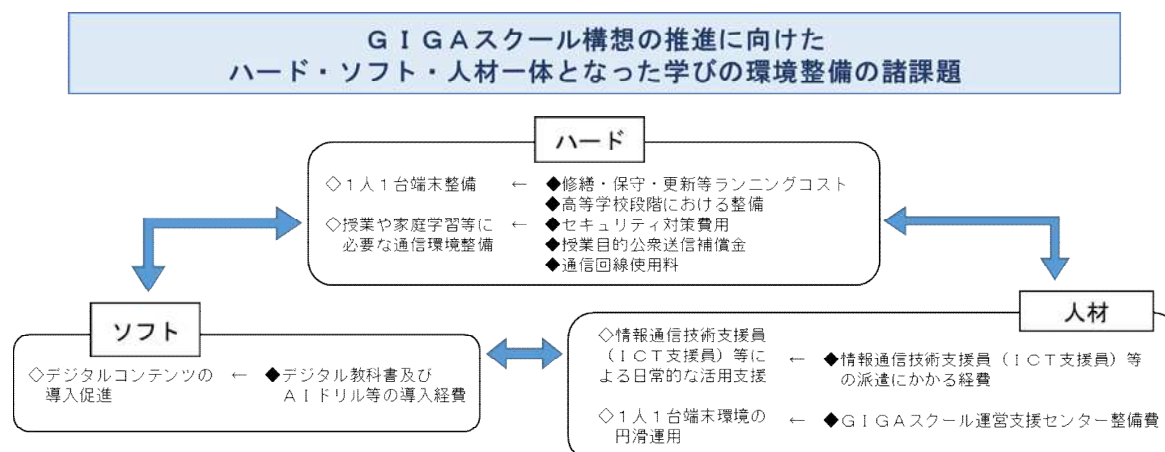 ＧＩＧＡスクール構想の推進に向けた
ハード・ソフト・人材一体となった学びの環境整備の諸課題
ハード
◇１人１台端末整備 ← ◆修繕・保守・更新等ランニングコスト
◆高等学校段階における整備
◇授業や家庭学習等に ← ◆セキュリティ対策費用
必要な通信環境整備 ◆授業目的公衆送信補償金
◆通信回線使用料
ソフト
◇デジタルコンテンツの ← ◆デジタル教科書及び
導入促進 ＡＩドリル等の導入経費
人材
◇情報通信技術支援員
（ＩＣＴ支援員）等に ← ◆情報通信技術支援員（ＩＣＴ支援員）等
よる日常的な活用支援 の派遣にかかる経費
◇１人１台端末環境の ← ◆ＧＩＧＡスクール運営支援センター整備費
円滑運用